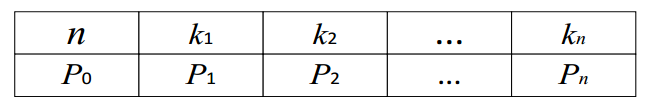 n k₁ k₂ ... kₙ
P₀ P₁ P₂ ... Pₙ